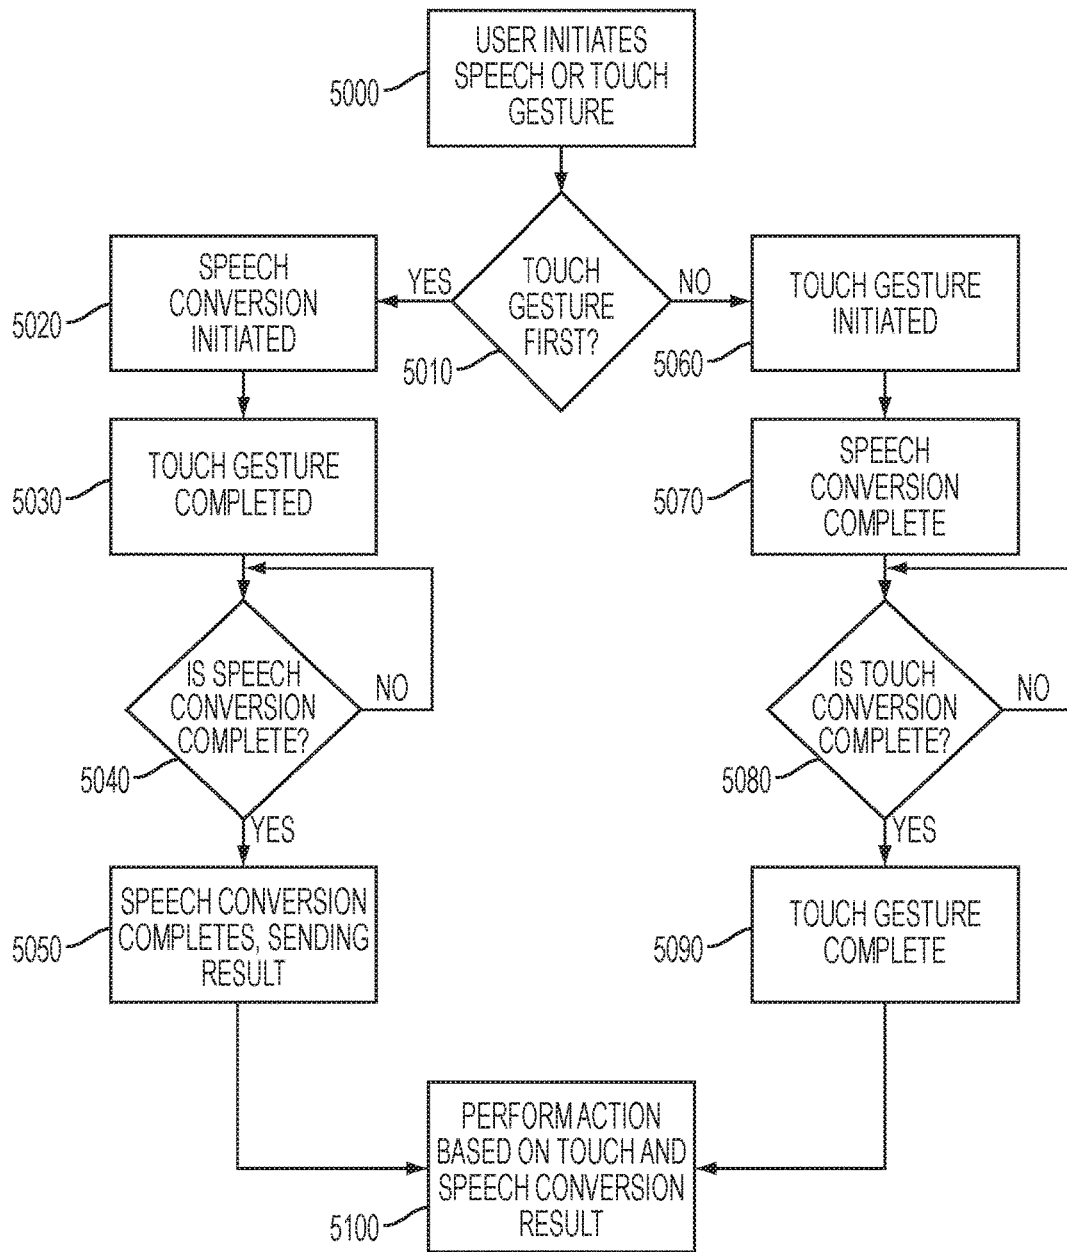 USER INITIATES
SPEECH OR TOUCH
GESTURE
5000
TOUCH
GESTURE
FIRST?
YES
NO
5010
SPEECH
CONVERSION
INITIATED
5020
TOUCH GESTURE
INITIATED
5060
TOUCH GESTURE
COMPLETED
5030
SPEECH
CONVERSION
COMPLETE
5070
IS SPEECH
CONVERSION
COMPLETE?
NO
5040
YES
IS TOUCH
CONVERSION
COMPLETE?
NO
5080
YES
SPEECH CONVERSION
COMPLETES, SENDING
RESULT
5050
TOUCH GESTURE
COMPLETE
5090
PERFORM ACTION
BASED ON TOUCH AND
SPEECH CONVERSION
RESULT
5100